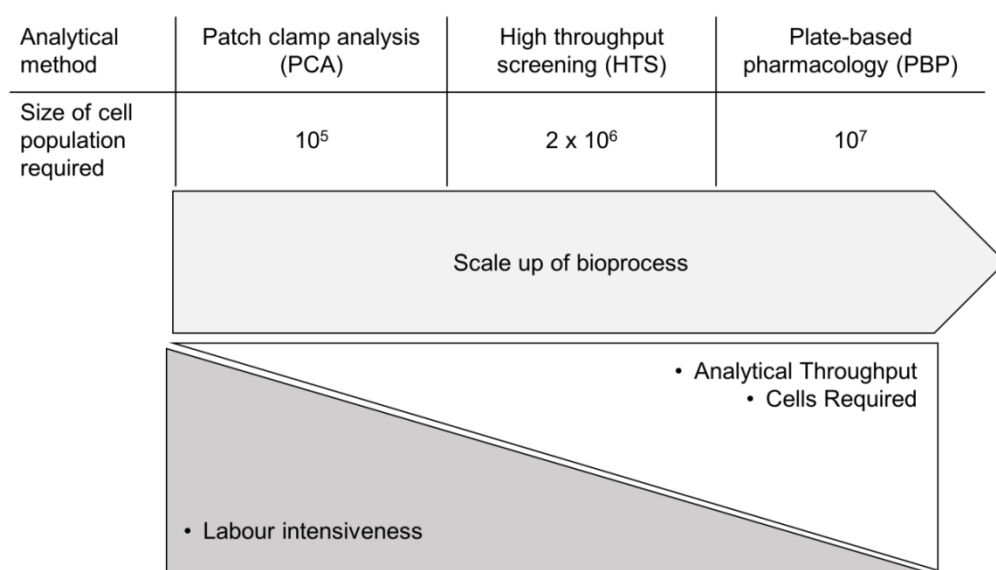 Analytical
method
Patch clamp analysis
(PCA)
High throughput
screening (HTS)
Plate-based
pharmacology (PBP)
Size of cell
population
required
10⁵
2 x 10⁶
10⁷
Scale up of bioprocess
• Analytical Throughput
• Cells Required
• Labour intensiveness